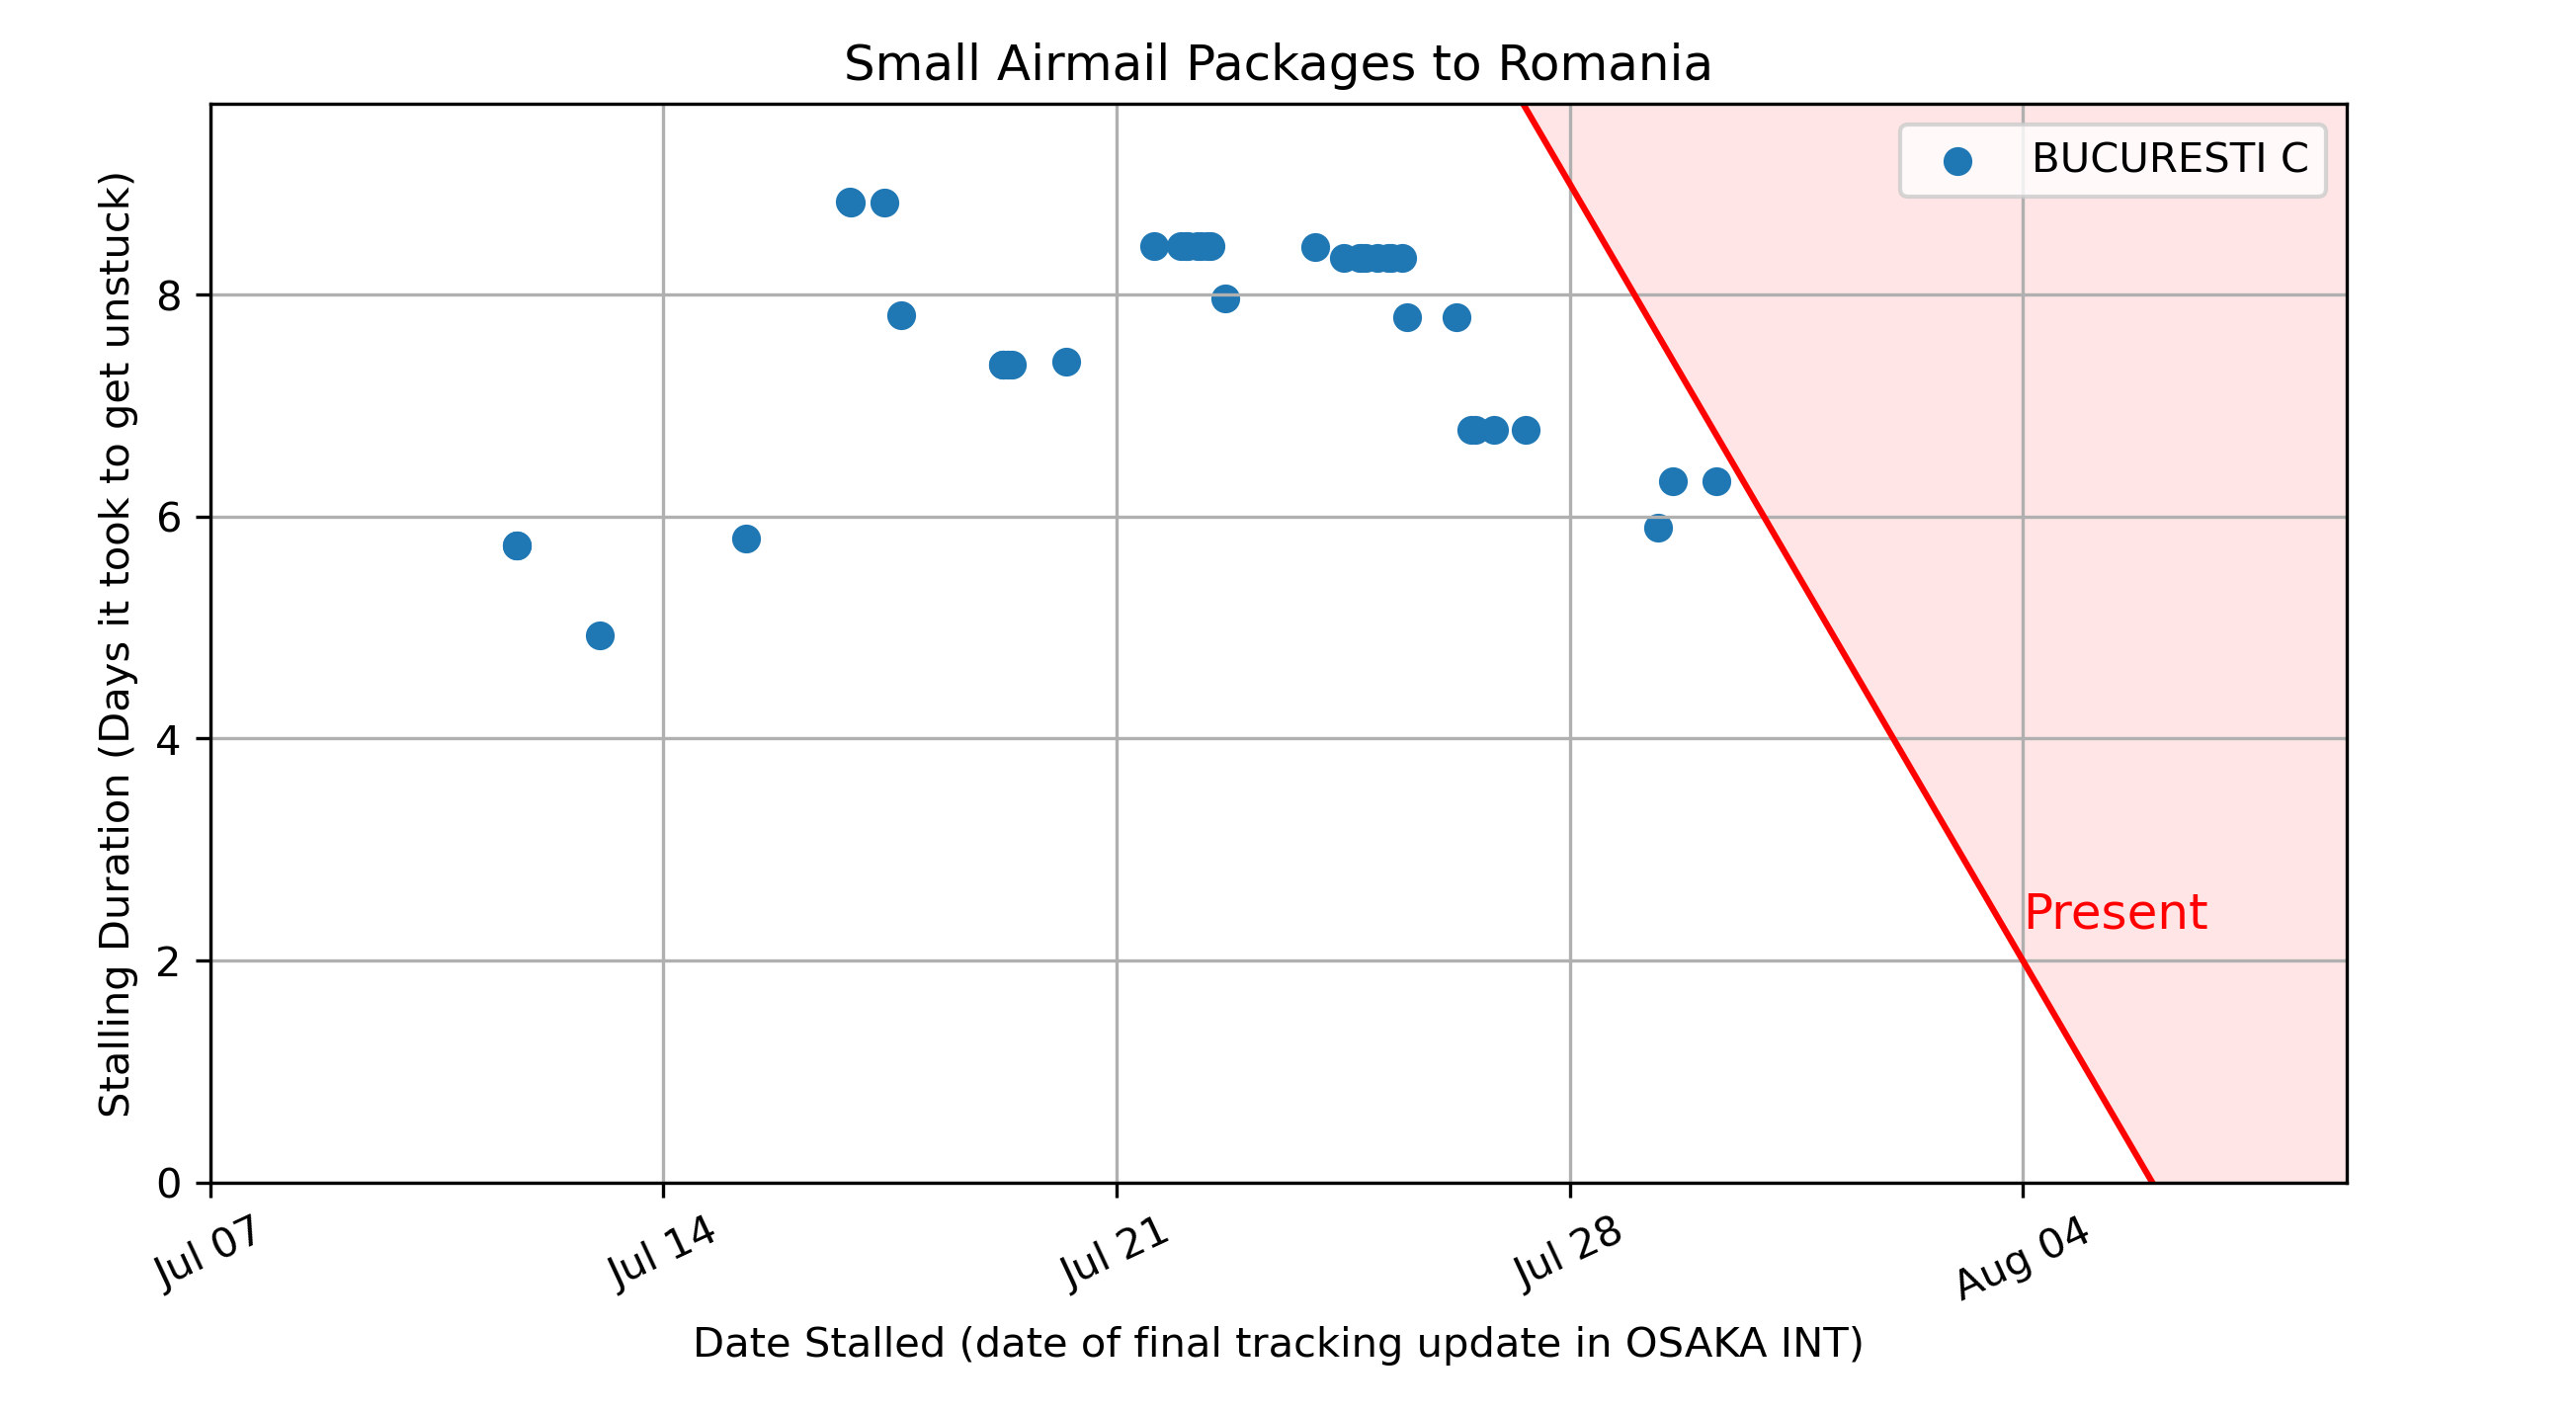 Small Airmail Packages to Romania
BUCURESTI C
Stalling Duration (Days it took to get unstuck)
8
6
4
2
0
Present
Jul 07
Jul 14
Jul 21
Jul 28
Aug 04
Date Stalled (date of final tracking update in OSAKA INT)